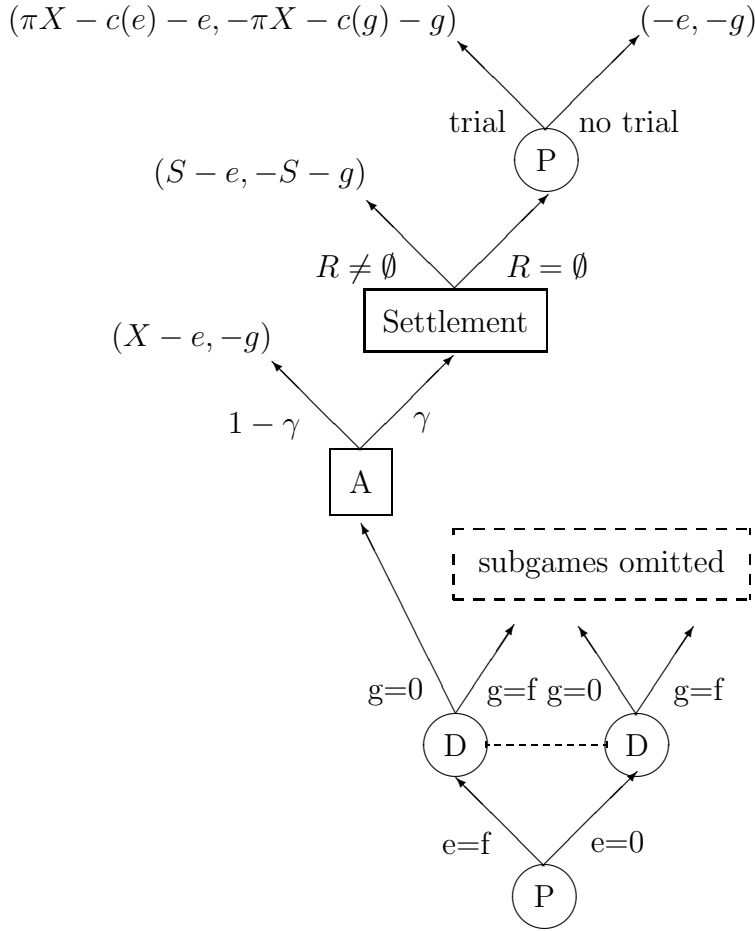 (πX − c(e) − e, −πX − c(g) − g) (−e, −g)
trial no trial
P
(S − e, −S − g)
R ≠ ∅ R = ∅
Settlement
(X − e, −g)
1 − γ γ
A
subgames omitted
g=0 g=f g=0 g=f
D D
e=f e=0
P